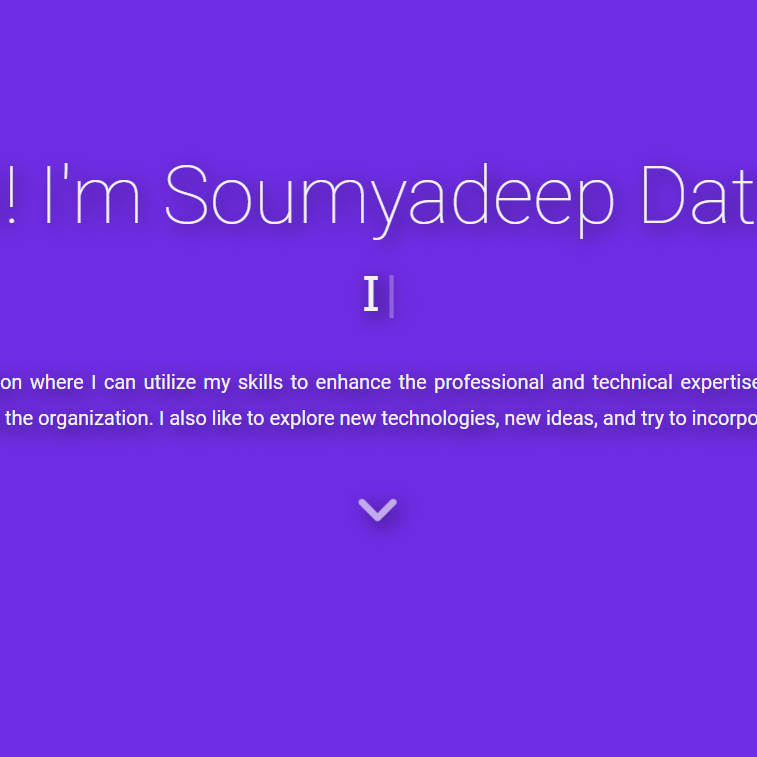 ! I'm Soumyadeep Dat
I
on where I can utilize my skills to enhance the professional and technical expertise
the organization. I also like to explore new technologies, new ideas, and try to incorpo